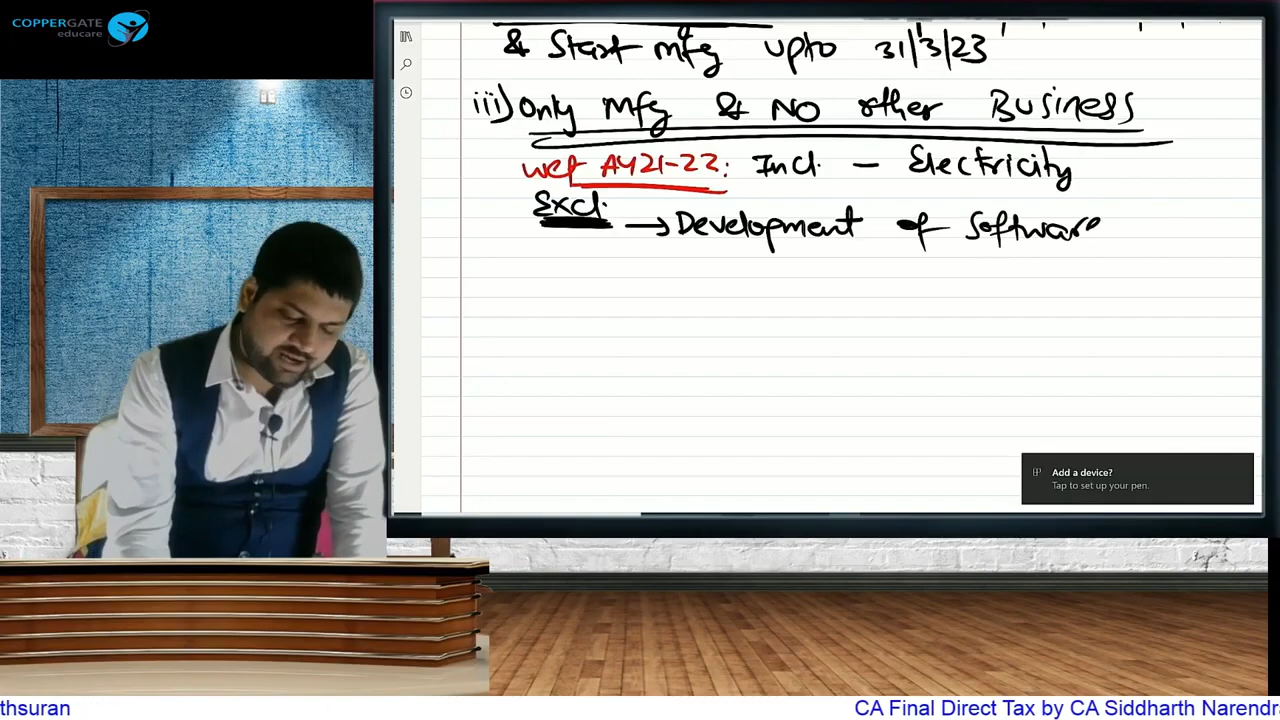 COPPERGATE
educare
& Start mfg upto 31/3/23
iii) Only Mfg & NO other Business
wef AY21-22: Incl. — Electricity
Excl.
→ Development of Software
Add a device?
Tap to set up your pen.
thsuran
CA Final Direct Tax by CA Siddharth Narendr